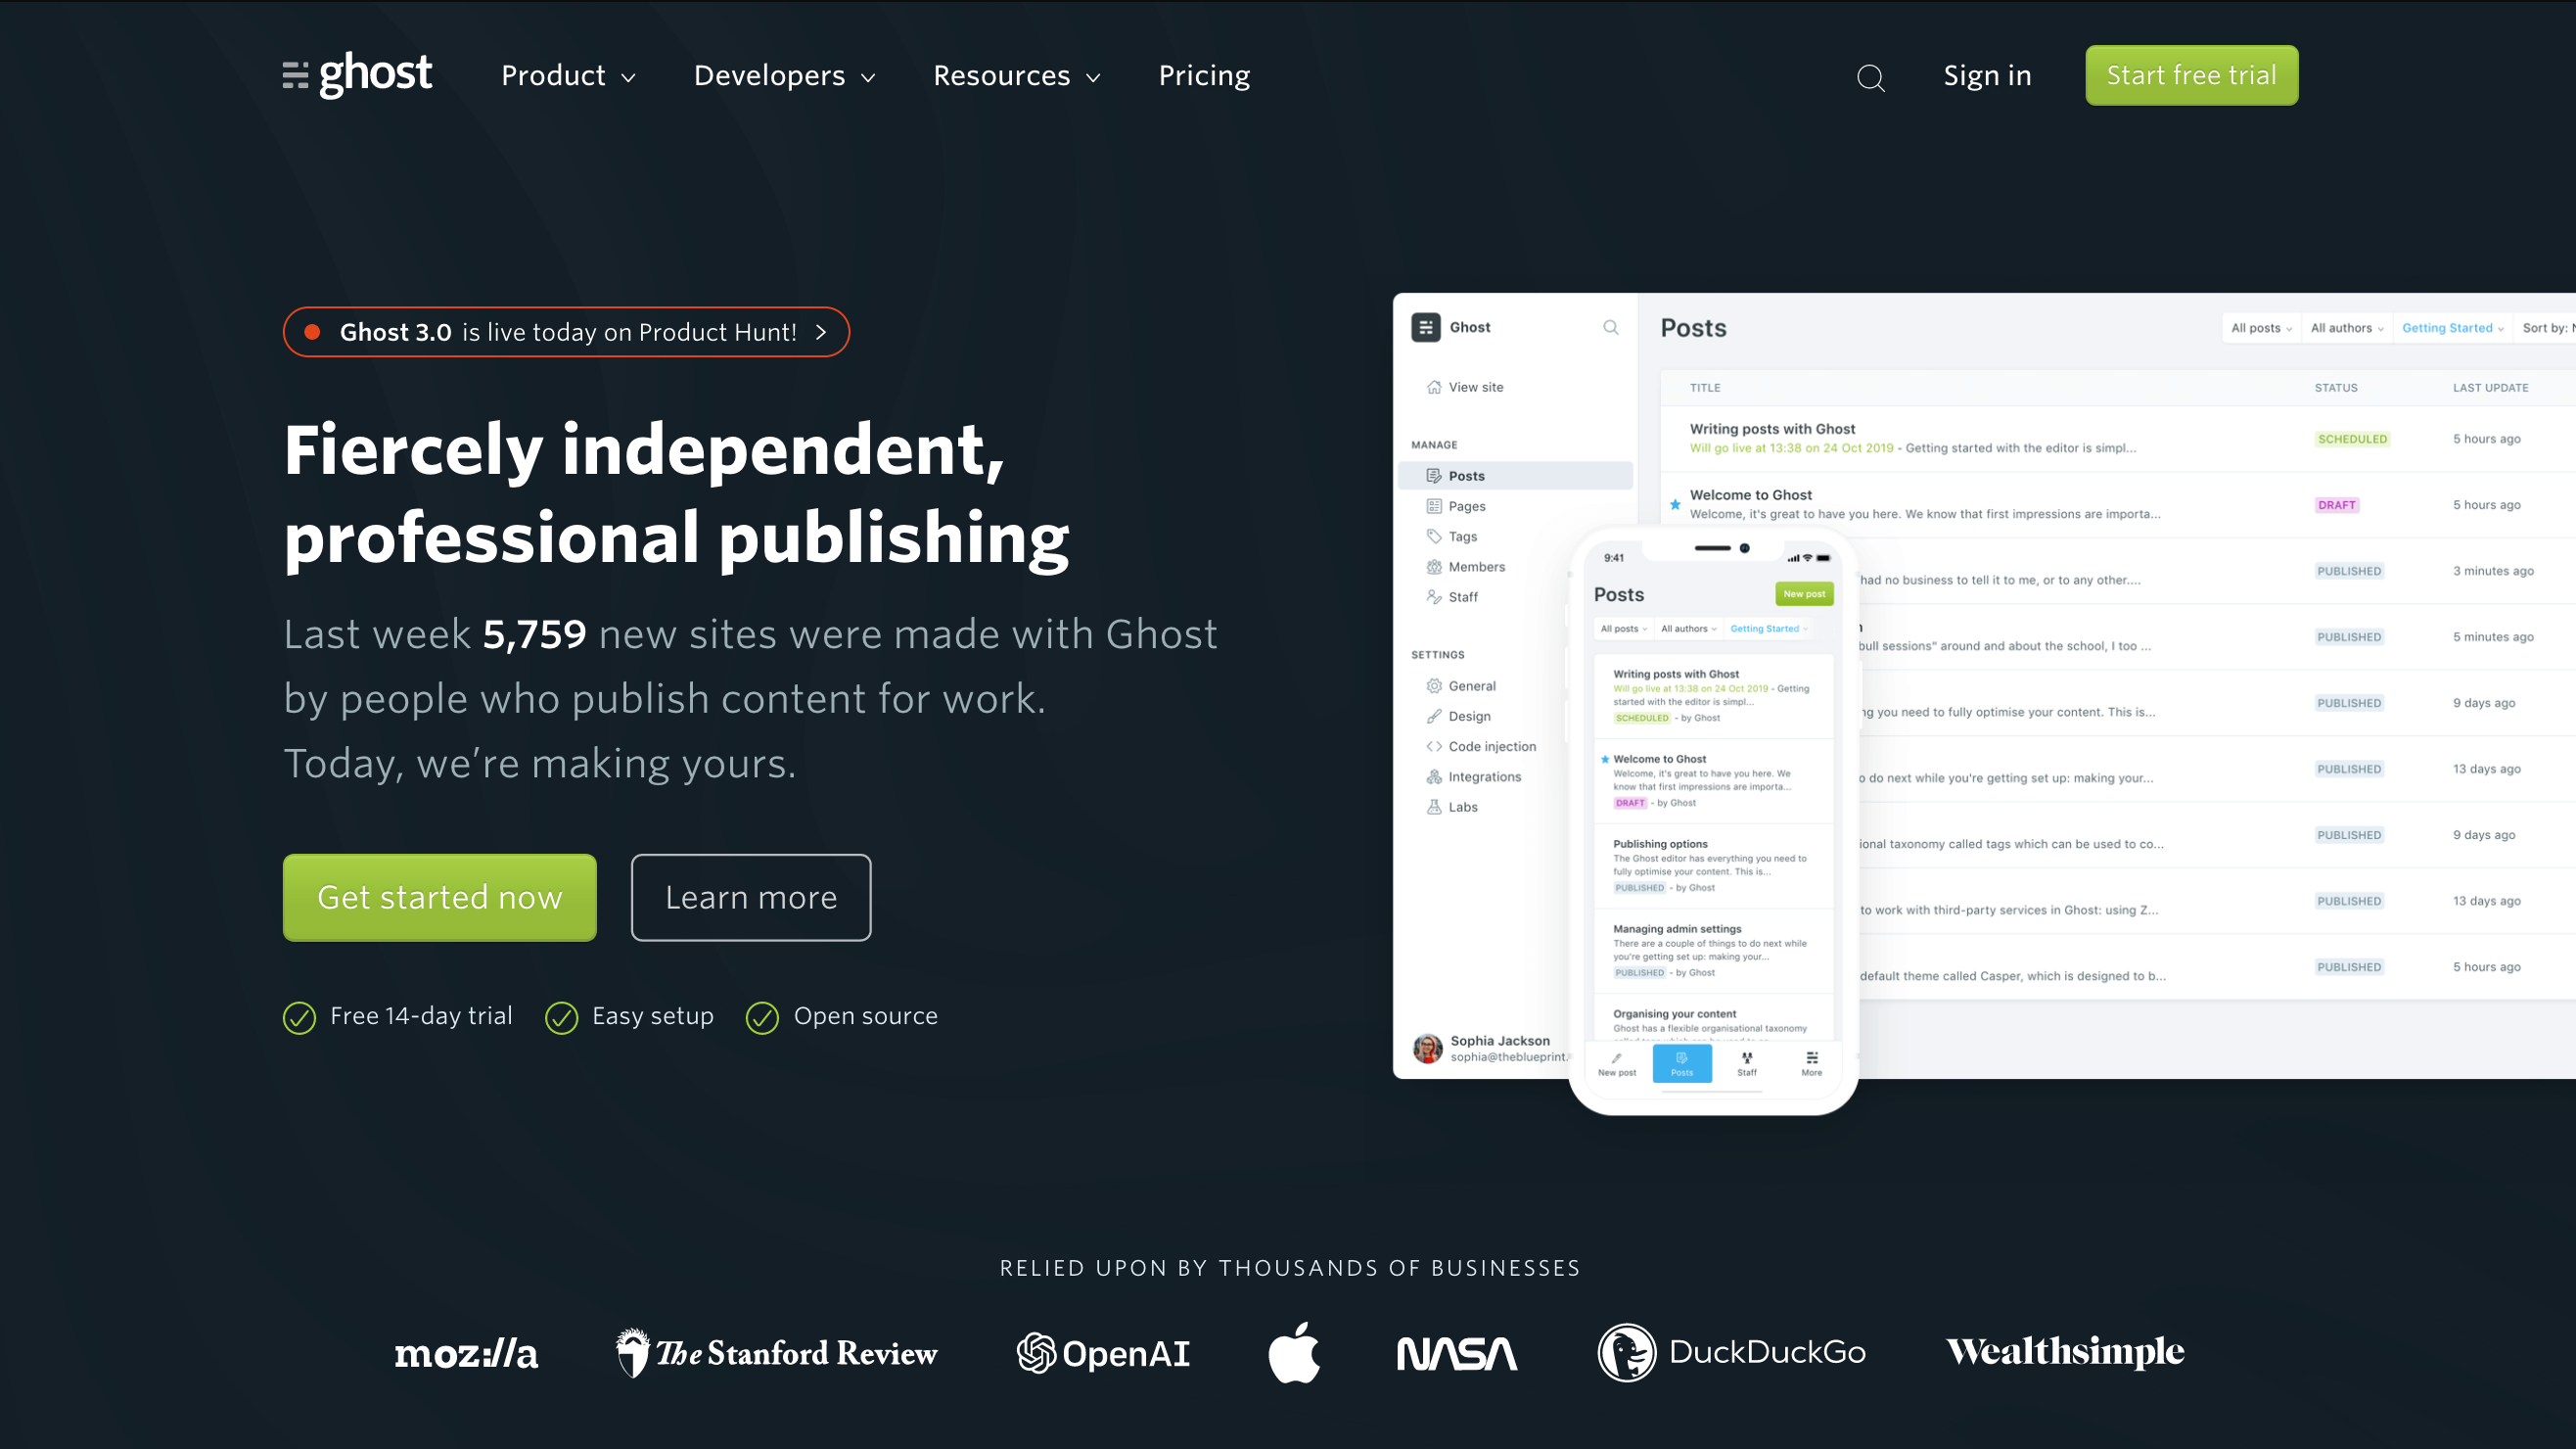 ghost
Product
Developers
Resources
Pricing
Sign in
Start free trial
Ghost 3.0 is live today on Product Hunt!
Fiercely independent,
professional publishing
Last week 5,759 new sites were made with Ghost
by people who publish content for work.
Today, we're making yours.
Get started now
Learn more
Free 14-day trial
Easy setup
Open source
Ghost
View site
MANAGE
Posts
Pages
Tags
Members
Staff
SETTINGS
General
Design
Code injection
Integrations
Labs
Sophia Jackson
sophia@theblueprint.
Posts
All posts
All authors
Getting Started
Sort by:
TITLE STATUS LAST UPDATE
Writing posts with Ghost
Will go live at 13:38 on 24 Oct 2019 - Getting started with the editor is simpl...
SCHEDULED
5 hours ago
Welcome to Ghost
Welcome, it's great to have you here. We know that first impressions are importa...
DRAFT
5 hours ago
had no business to tell it to me, or to any other....
PUBLISHED
3 minutes ago
bull sessions" around and about the school, I too ...
PUBLISHED
5 minutes ago
you need to fully optimise your content. This is...
PUBLISHED
9 days ago
do next while you're getting set up: making your...
PUBLISHED
13 days ago
ional taxonomy called tags which can be used to co...
PUBLISHED
9 days ago
to work with third-party services in Ghost: using Z...
PUBLISHED
13 days ago
default theme called Casper, which is designed to b...
PUBLISHED
5 hours ago
9:41
Posts
New post
All posts
All authors
Getting Started
Writing posts with Ghost
Will go live at 13:38 on 24 Oct 2019 - Getting
started with the editor is simpl...
SCHEDULED - by Ghost
Welcome to Ghost
Welcome, it's great to have you here. We
know that first impressions are importa...
DRAFT - by Ghost
Publishing options
The Ghost editor has everything you need to
fully optimise your content. This is...
PUBLISHED - by Ghost
Managing admin settings
There are a couple of things to do next while
you're getting set up: making your...
PUBLISHED - by Ghost
Organising your content
Ghost has a flexible organisational taxonomy
New post
Posts
Staff
More
RELIED UPON BY THOUSANDS OF BUSINESSES
moz://a
The Stanford Review
OpenAI
NASA
DuckDuckGo
Wealthsimple